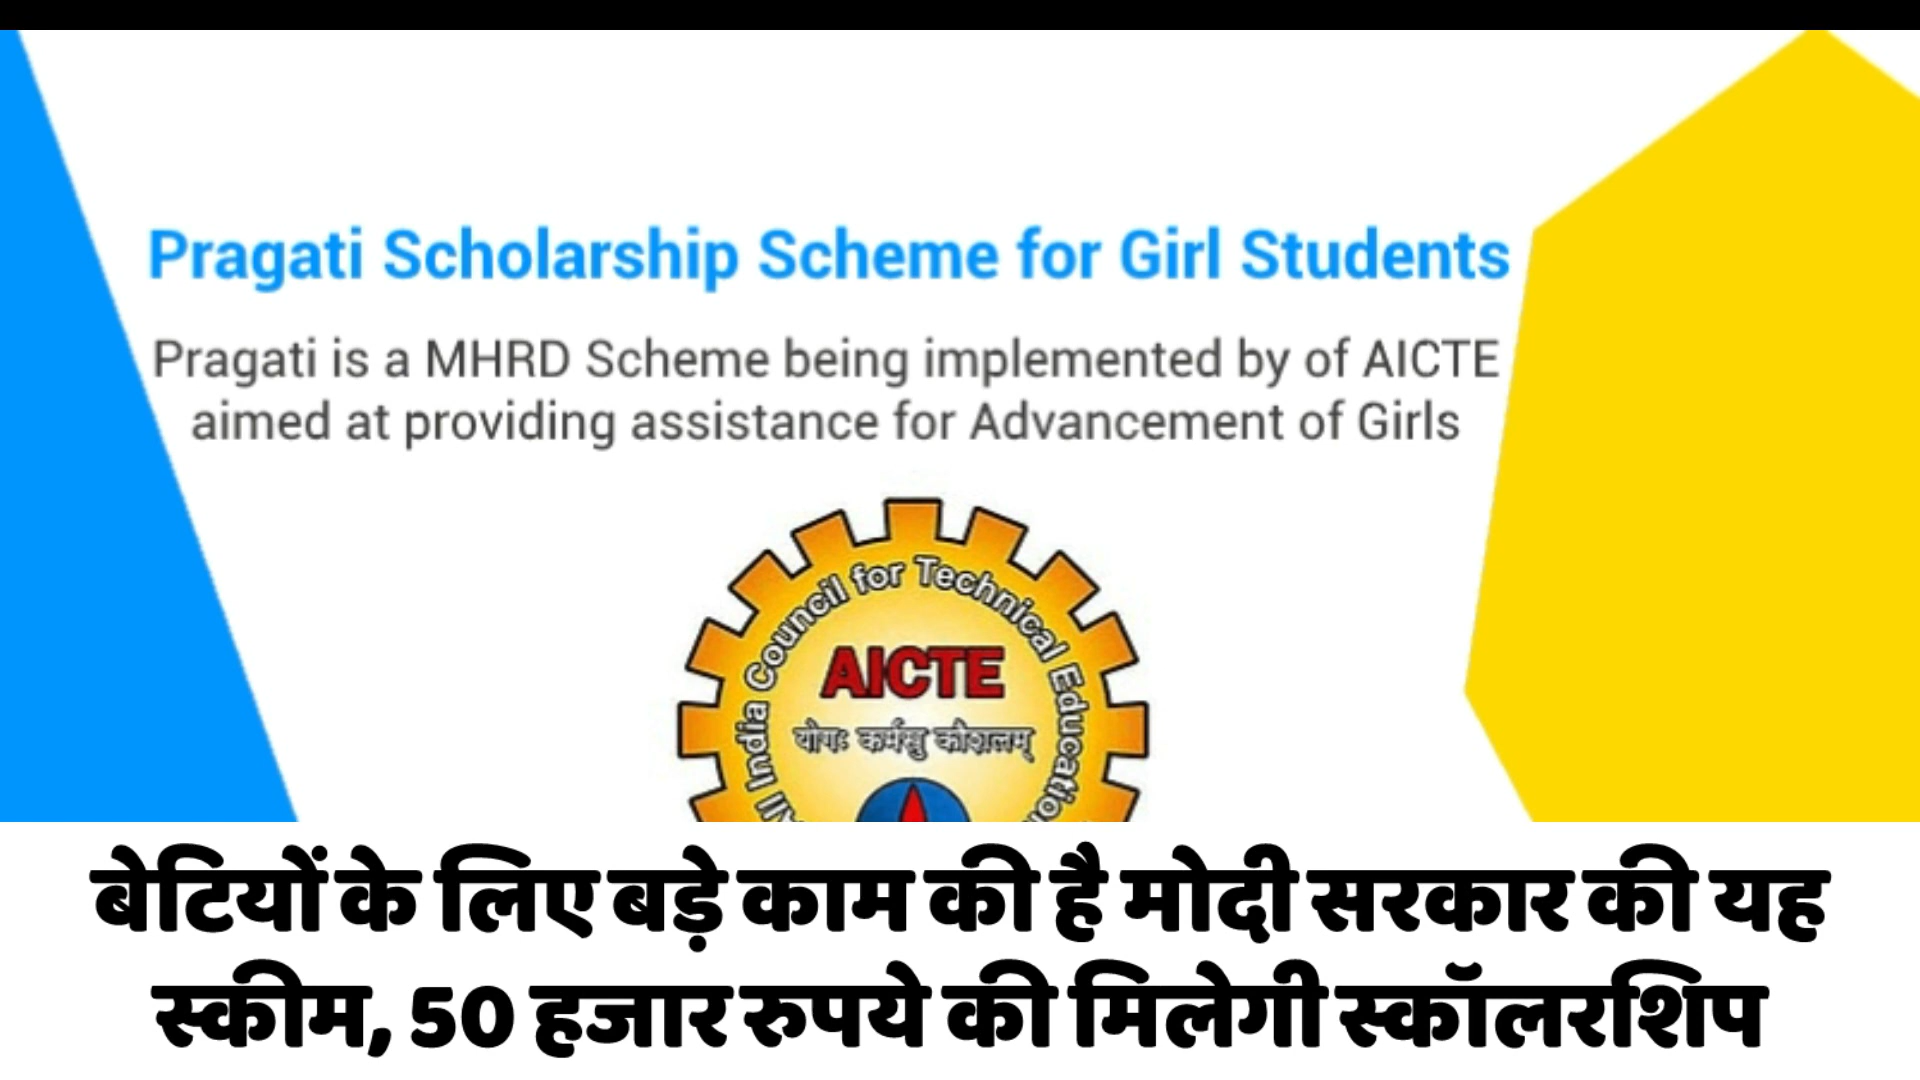 Pragati Scholarship Scheme for Girl Students
Pragati is a MHRD Scheme being implemented by of AICTE
aimed at providing assistance for Advancement of Girls
All India Council for Technical Education
AICTE
योगः कर्मसु कौशलम्
बेटियों के लिए बड़े काम की है मोदी सरकार की यह
स्कीम, 50 हजार रुपये की मिलेगी स्कॉलरशिप